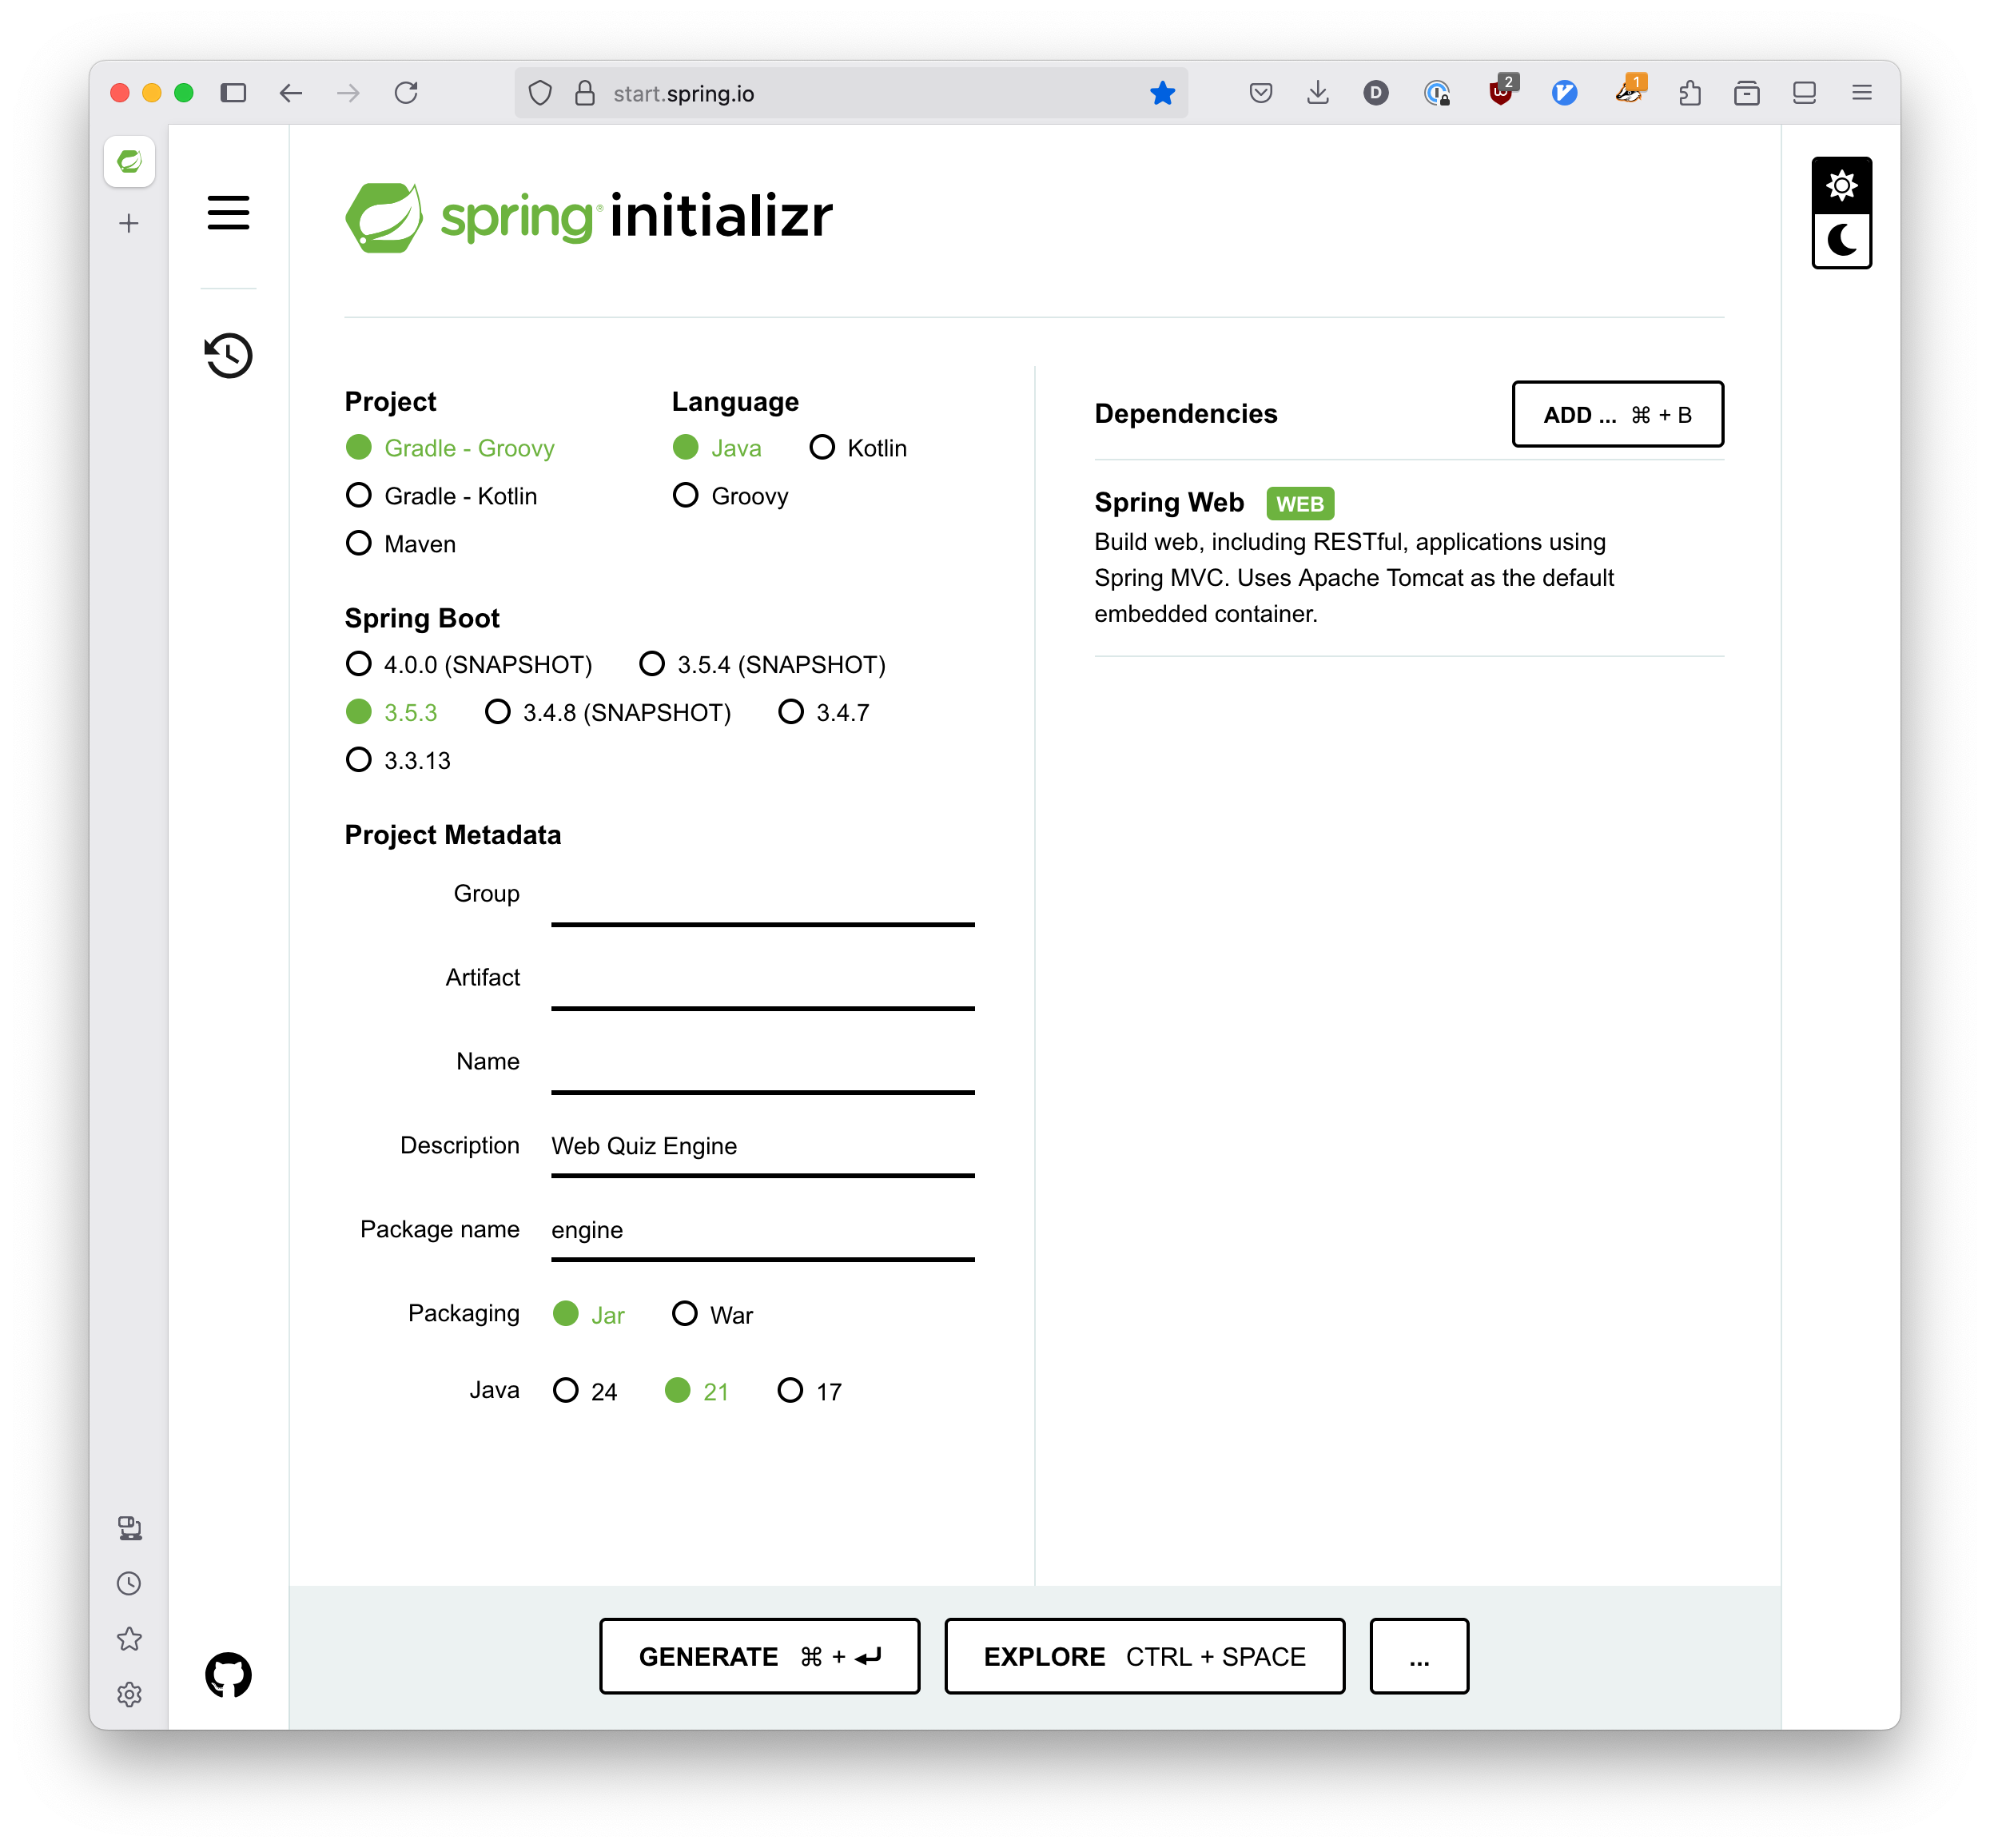 start.spring.io
2
1
D
spring initializr
Project
Gradle - Groovy
Gradle - Kotlin
Maven
Language
Java Kotlin
Groovy
Spring Boot
4.0.0 (SNAPSHOT) 3.5.4 (SNAPSHOT)
3.5.3 3.4.8 (SNAPSHOT) 3.4.7
3.3.13
Project Metadata
Group
Artifact
Name
Description Web Quiz Engine
Package name engine
Packaging Jar War
Java 24 21 17
Dependencies
ADD ... ⌘ + B
Spring Web WEB
Build web, including RESTful, applications using
Spring MVC. Uses Apache Tomcat as the default
embedded container.
GENERATE ⌘ + ⏎
EXPLORE CTRL + SPACE
...